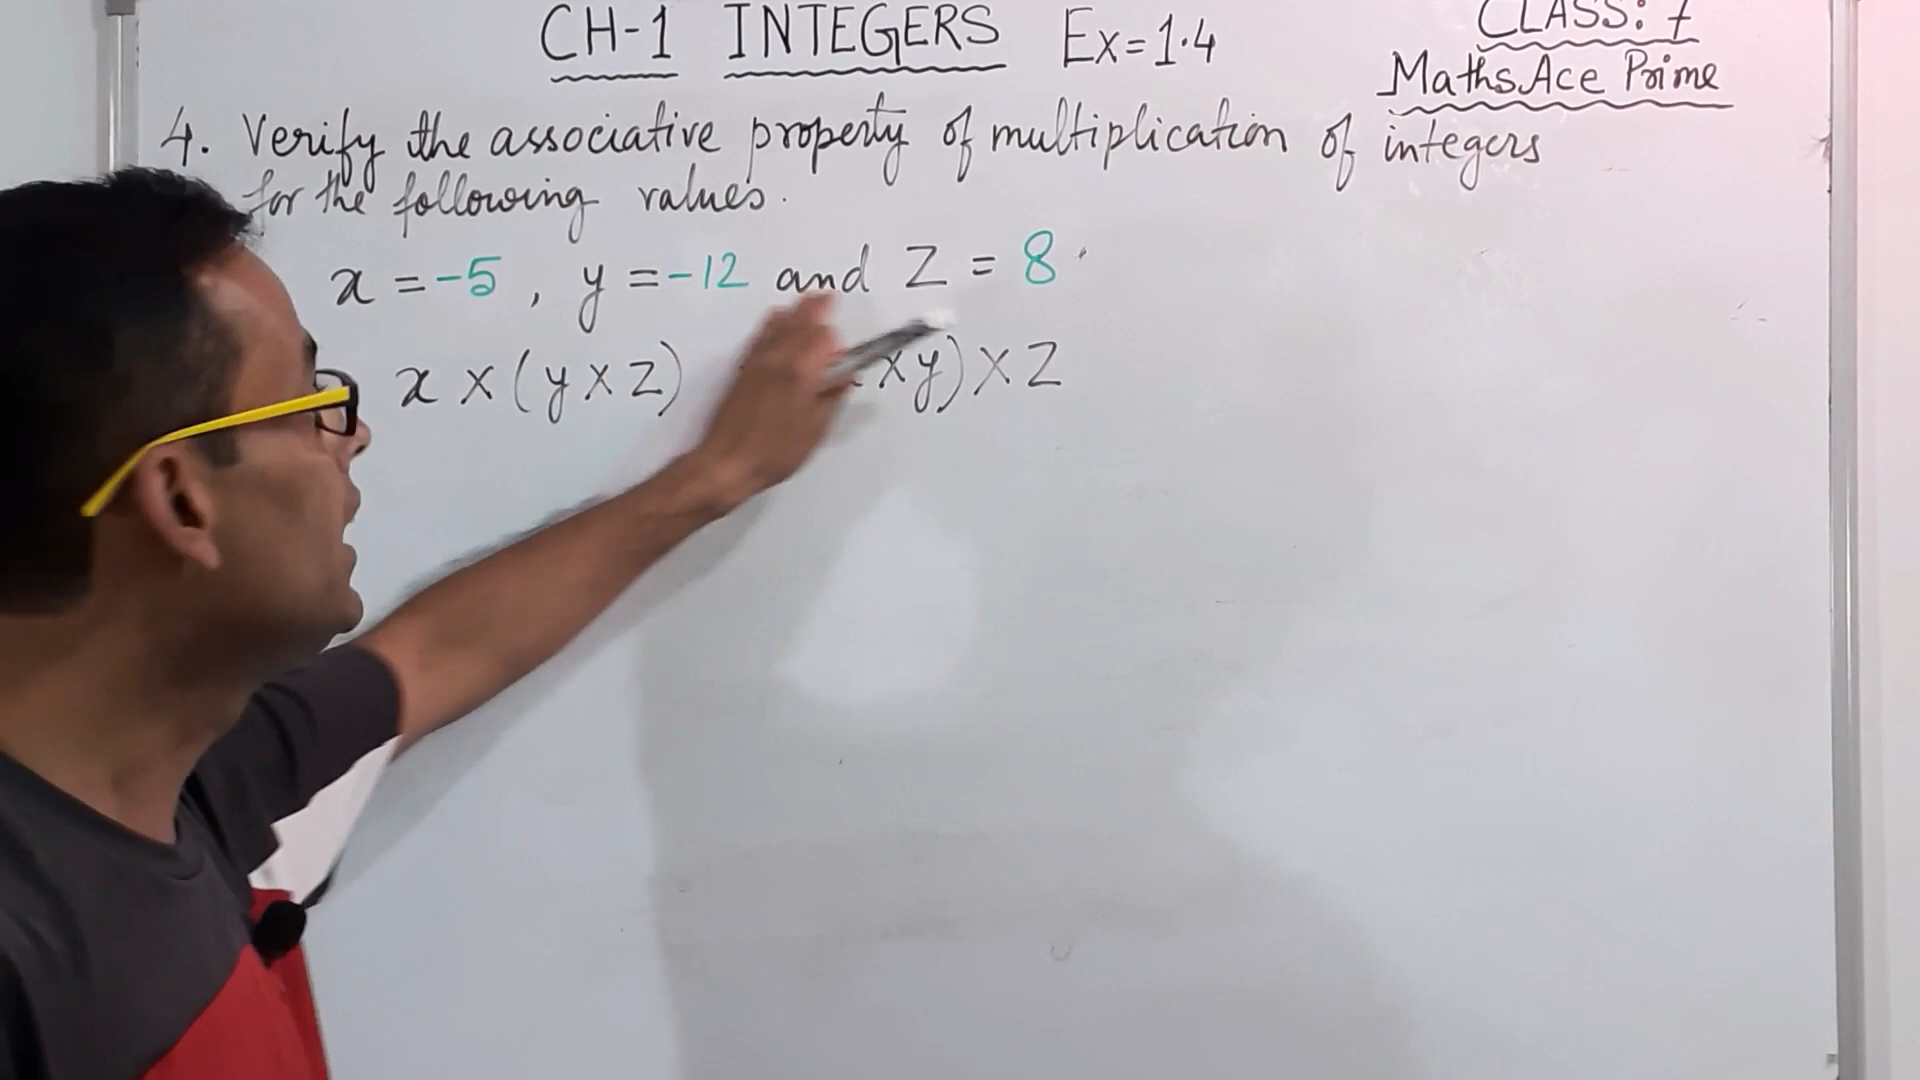 CH-1 INTEGERS Ex=1.4
CLASS: 7
MathsAce Prime
4. Verify the associative property of multiplication of integers
for the following values.
x = -5, y = -12 and Z = 8.
x × (y × z) × y) × Z